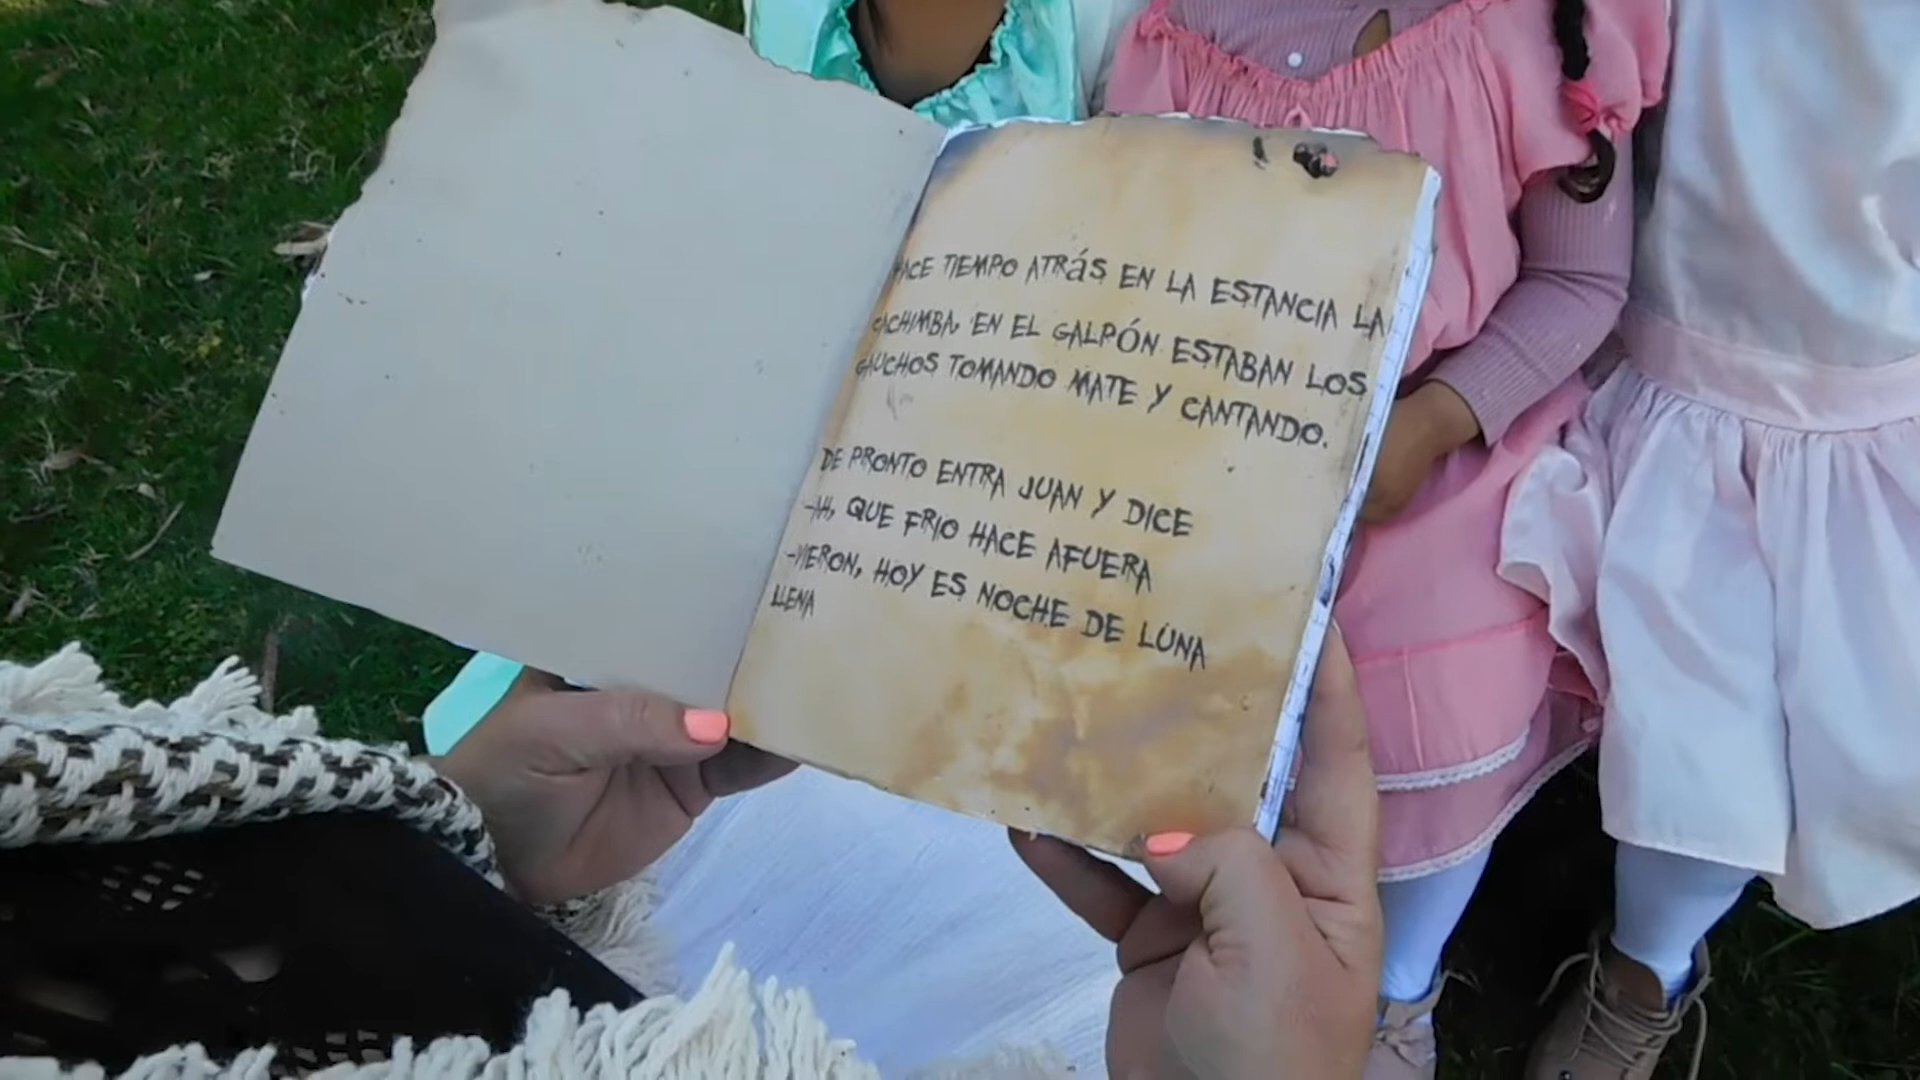 HACE TIEMPO ATRáS EN LA ESTANCIA LA
CACHIMBA, EN EL GALPÓN ESTABAN LOS
GAUCHOS TOMANDO MATE Y CANTANDO.
DE PRONTO ENTRA JUAN Y DICE
-AH, QUE FRIO HACE AFUERA
-VIERON, HOY ES NOCHE DE LUNA
LLENA